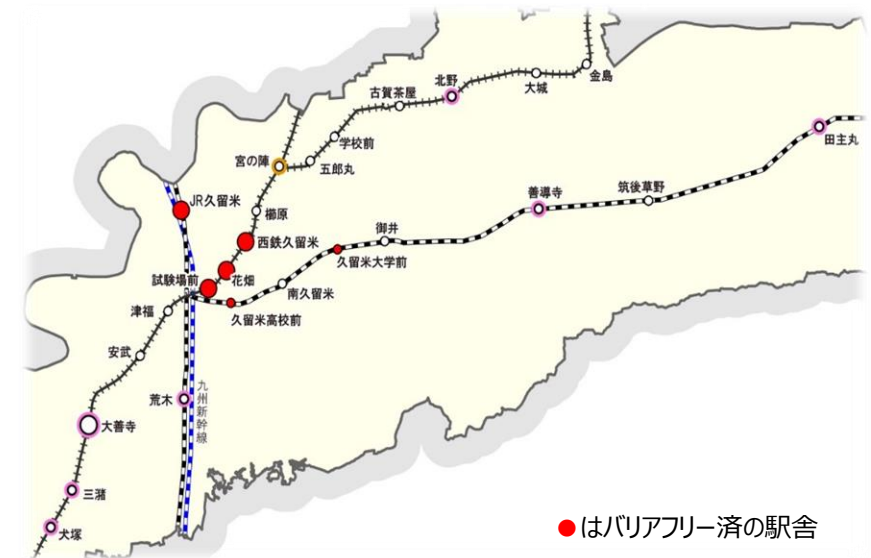 金島
北野
大城
古賀茶屋
田主丸
学校前
宮の陣
五郎丸
筑後草野
善導寺
JR久留米
櫛原
御井
西鉄久留米
久留米大学前
試験場前
花畑
南久留米
津福
久留米高校前
安武
荒木
九州新幹線
大善寺
三潴
犬塚
●はバリアフリー済の駅舎